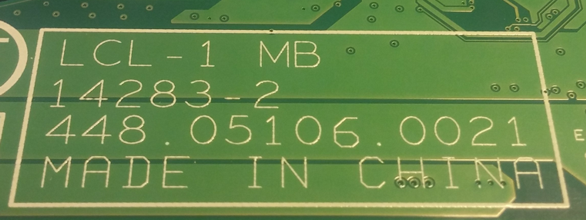 LCL-1 MB
14283-2
448.05106.0021
MADE IN CHINA